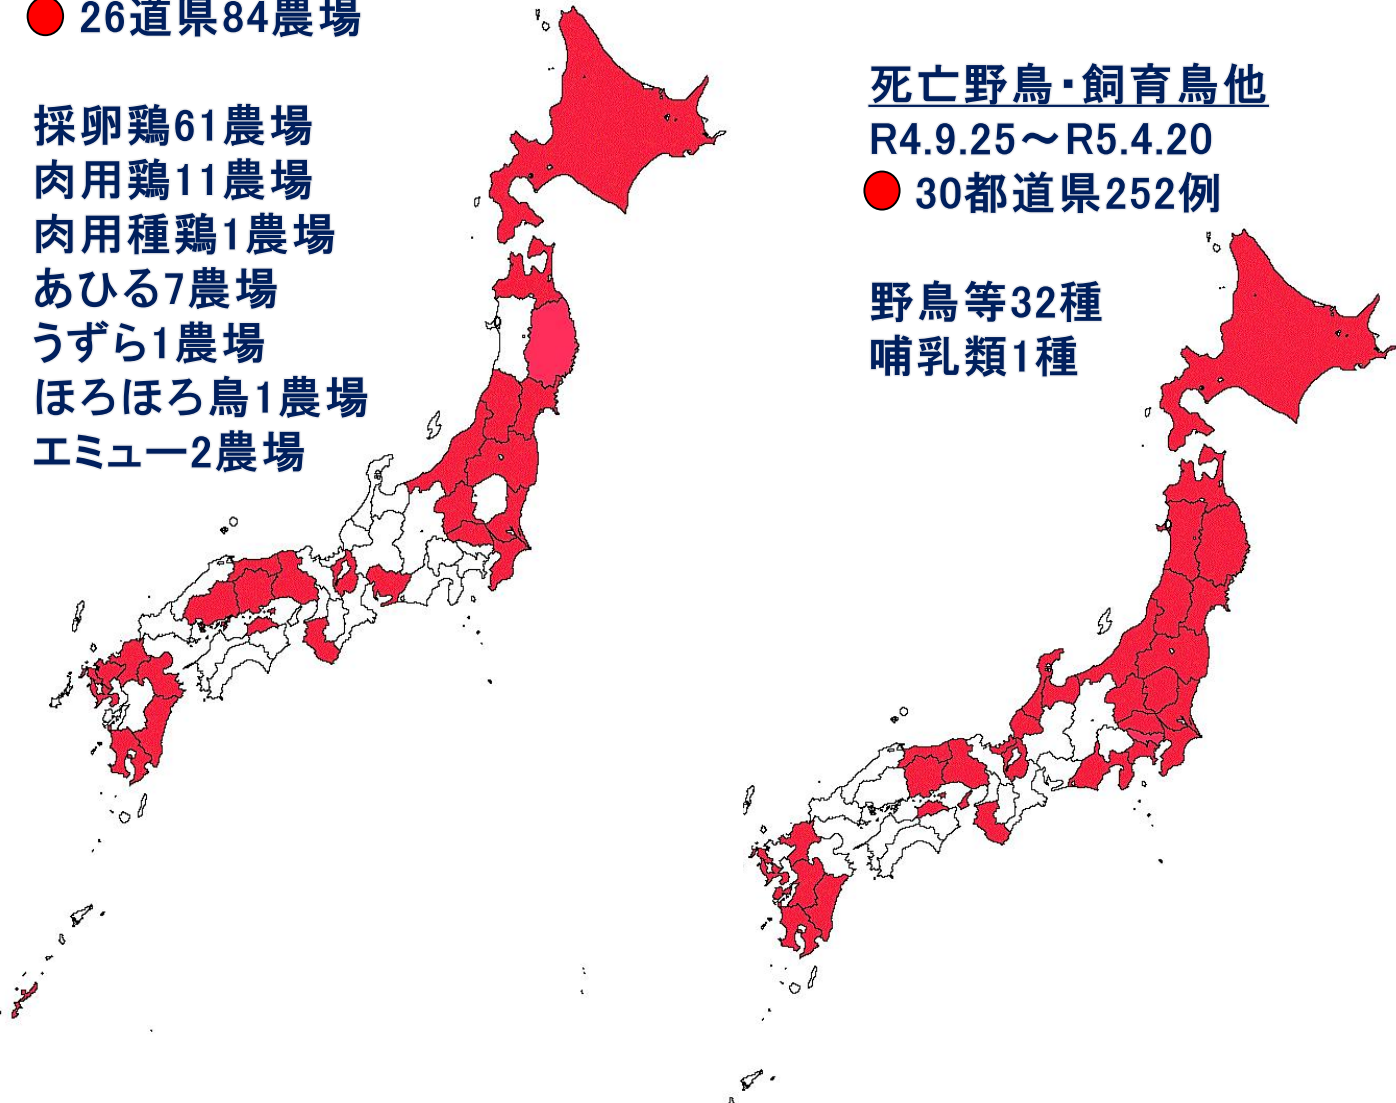 26道県84農場
採卵鶏61農場
肉用鶏11農場
肉用種鶏1農場
あひる7農場
うずら1農場
ほろほろ鳥1農場
エミュー2農場
死亡野鳥・飼育鳥他
R4.9.25～R5.4.20
30都道県252例
野鳥等32種
哺乳類1種